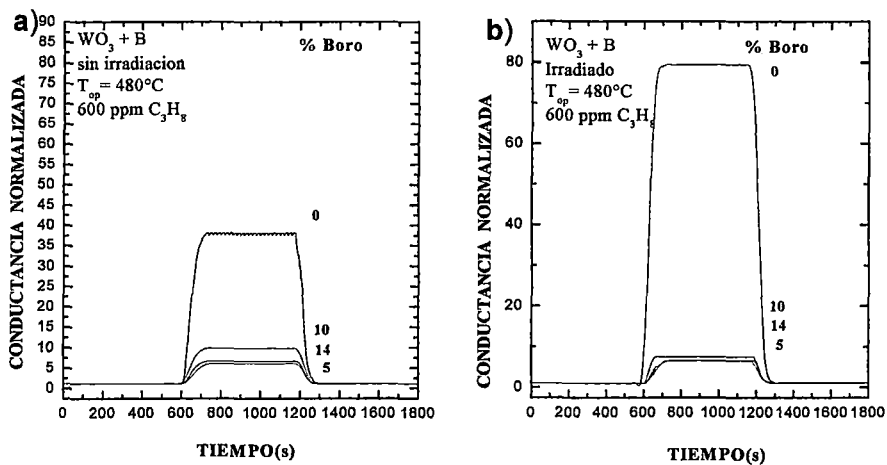 a)
CONDUCTANCIA NORMALIZADA
90
85
80
75
70
65
60
55
50
45
40
35
30
25
20
15
10
5
0
WO3 + B
sin irradiacion
Top = 480°C
600 ppm C3H8
% Boro
0
10
14
5
0 200 400 600 800 1000 1200 1400 1600 1800
TIEMPO(s)
b)
CONDUCTANCIA NORMALIZADA
80
60
40
20
0
WO3 + B
Irradiado
Top = 480°C
600 ppm C3H8
% Boro
0
10
14
5
0 200 400 600 800 1000 1200 1400 1600 1800
TIEMPO(s)